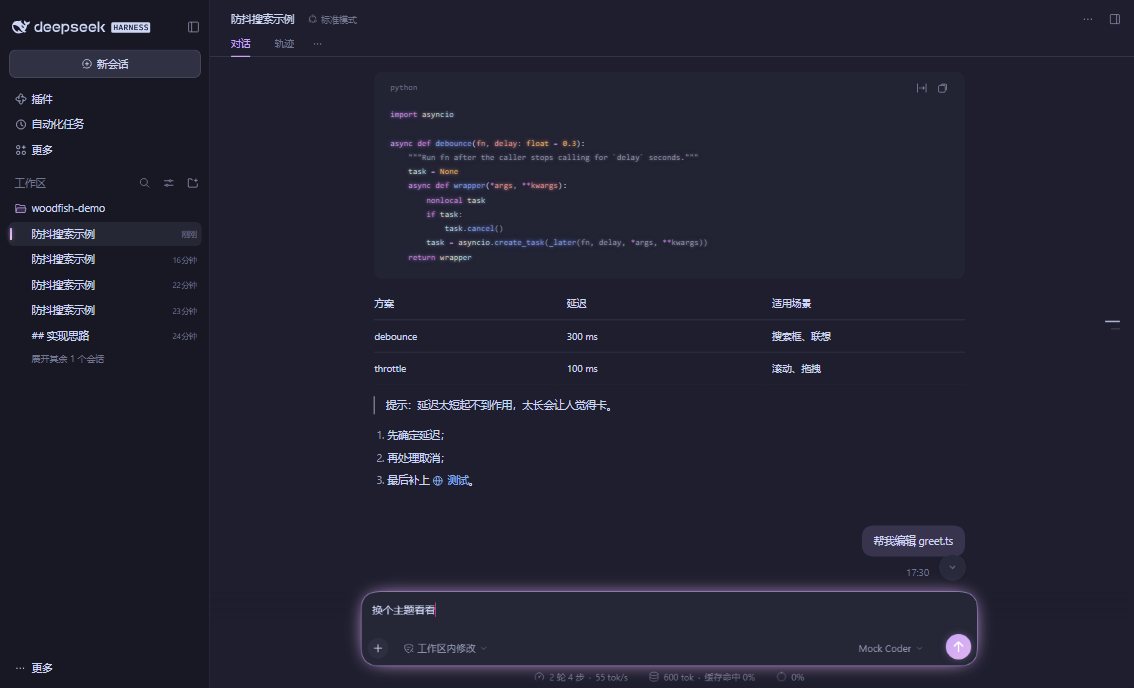 deepseek HARNESS
新会话
插件
自动化任务
更多
工作区
woodfish-demo
防抖搜索示例 刚刚
防抖搜索示例 16分钟
防抖搜索示例 22分钟
防抖搜索示例 23分钟
## 实现思路 24分钟
展开其余 1 个会话
更多
防抖搜索示例 标准模式
对话 轨迹
python
import asyncio
async def debounce(fn, delay: float = 0.3):
"""Run fn after the caller stops calling for `delay` seconds."""
task = None
async def wrapper(*args, **kwargs):
nonlocal task
if task:
task.cancel()
task = asyncio.create_task(_later(fn, delay, *args, **kwargs))
return wrapper
方案 延迟 适用场景
debounce 300 ms 搜索框、联想
throttle 100 ms 滚动、拖拽
提示：延迟太短起不到作用，太长会让人觉得卡。
1. 先确定延迟；
2. 再处理取消；
3. 最后补上 测试。
帮我编辑 greet.ts
17:30
换个主题看看
工作区内修改 Mock Coder
2 轮 4 步 · 55 tok/s 600 tok · 缓存命中 0% 0%